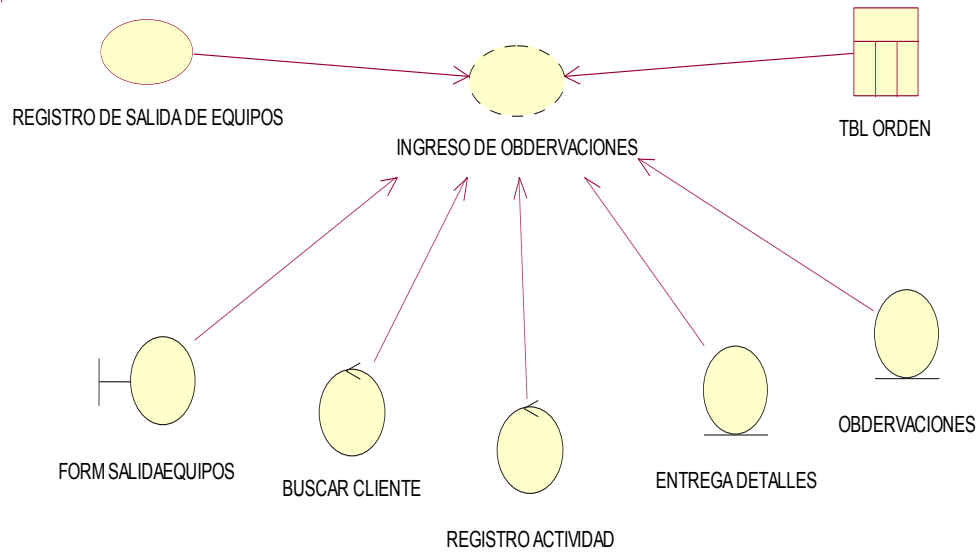 REGISTRO DE SALIDA DE EQUIPOS
INGRESO DE OBDERVACIONES
TBL ORDEN
FORM SALIDAEQUIPOS
BUSCAR CLIENTE
REGISTRO ACTIVIDAD
ENTREGA DETALLES
OBDERVACIONES